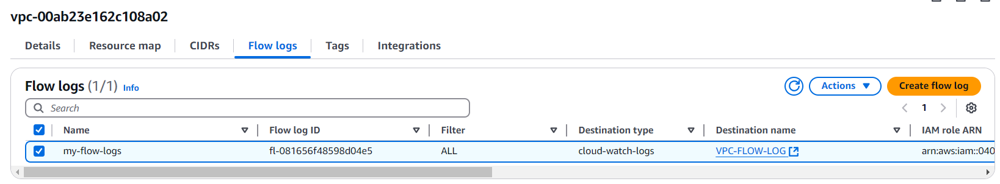 vpc-00ab23e162c108a02
Details Resource map CIDRs Flow logs Tags Integrations
Flow logs (1/1) Info Actions Create flow log
Search 1
Name Flow log ID Filter Destination type Destination name IAM role ARN
my-flow-logs fl-081656f48598d04e5 ALL cloud-watch-logs VPC-FLOW-LOG arn:aws:iam::040